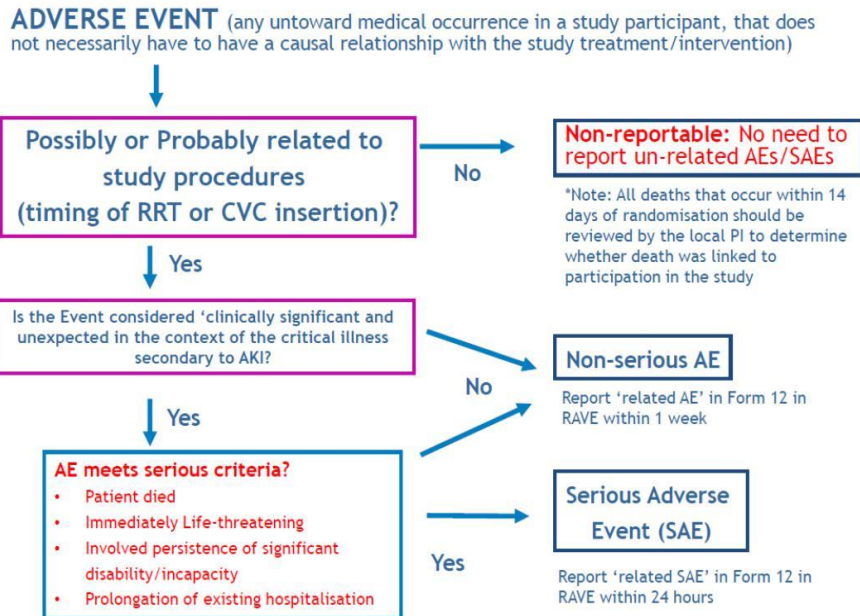 ADVERSE EVENT (any untoward medical occurrence in a study participant, that does
not necessarily have to have a causal relationship with the study treatment/intervention)
Possibly or Probably related to
study procedures
(timing of RRT or CVC insertion)?
No
Non-reportable: No need to
report un-related AEs/SAEs
*Note: All deaths that occur within 14
days of randomisation should be
reviewed by the local PI to determine
whether death was linked to
participation in the study
Yes
Is the Event considered ‘clinically significant and
unexpected in the context of the critical illness
secondary to AKI?
No
Non-serious AE
Report ‘related AE’ in Form 12 in
RAVE within 1 week
Yes
AE meets serious criteria?
• Patient died
• Immediately Life-threatening
• Involved persistence of significant
disability/incapacity
• Prolongation of existing hospitalisation
Yes
Serious Adverse
Event (SAE)
Report ‘related SAE’ in Form 12 in
RAVE within 24 hours